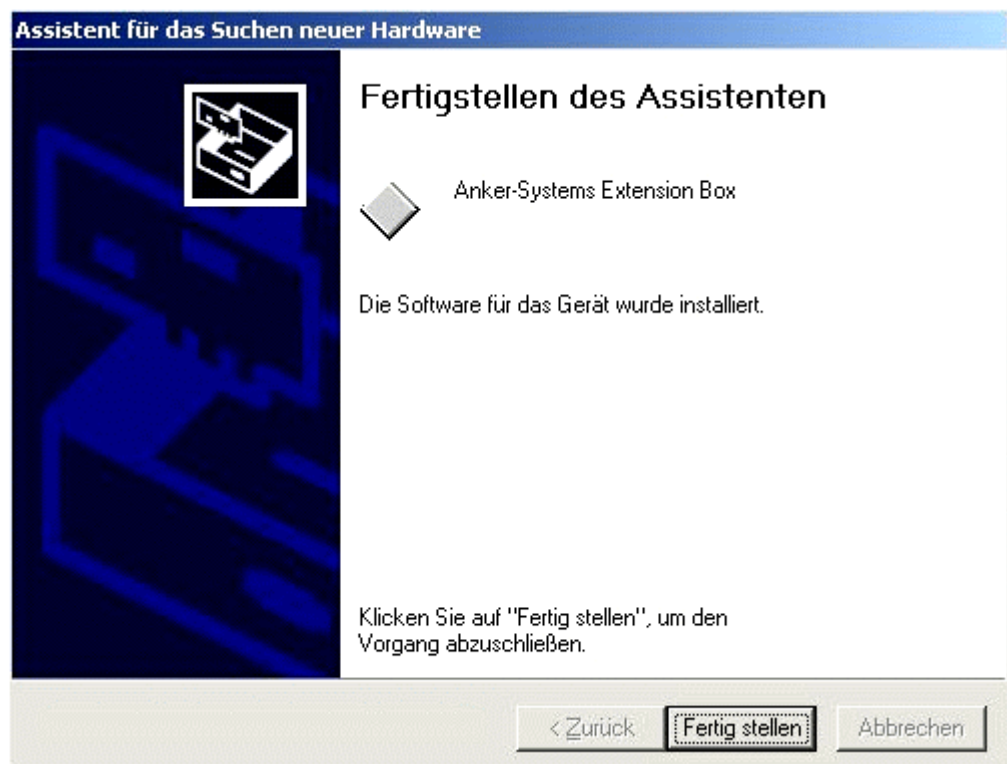 Assistent für das Suchen neuer Hardware
Fertigstellen des Assistenten
Anker-Systems Extension Box
Die Software für das Gerät wurde installiert.
Klicken Sie auf "Fertig stellen", um den
Vorgang abzuschließen.
< Zurück Fertig stellen Abbrechen